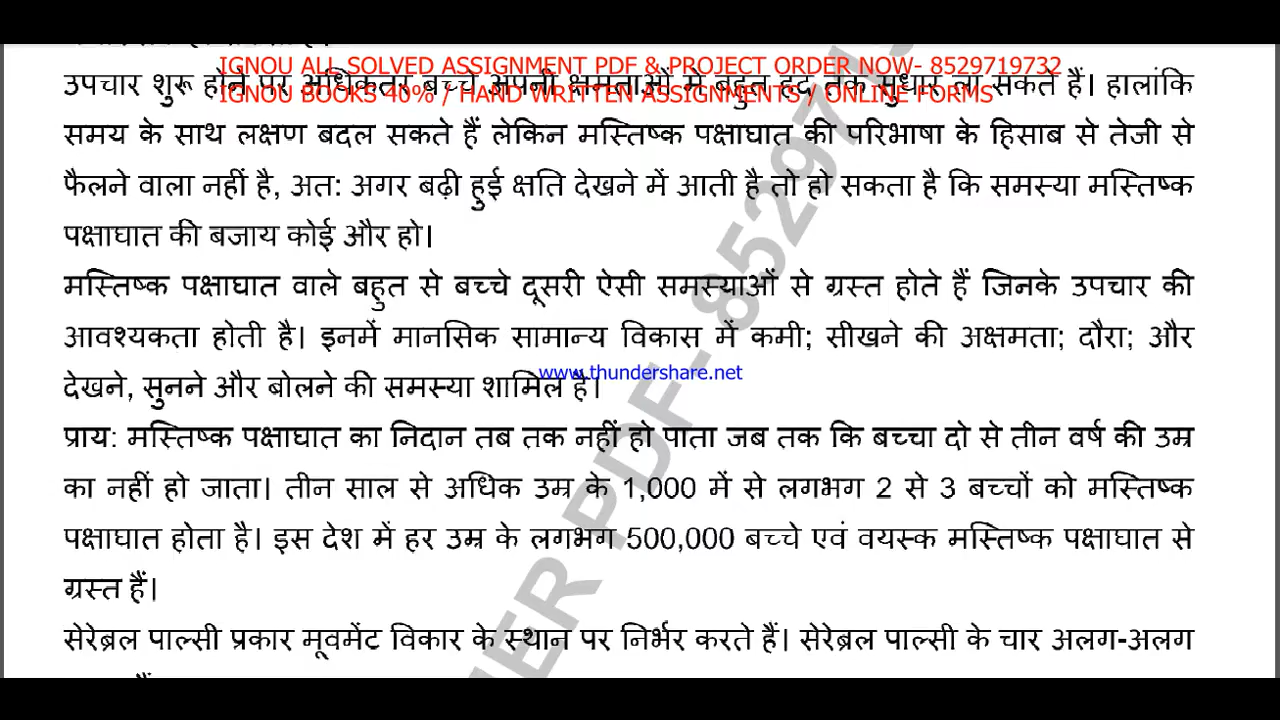 IGNOU ALL SOLVED ASSIGNMENT PDF & PROJECT ORDER NOW- 8529719732
उपचार शुरू होने पर अधिकतर बच्चे अपनी क्षमताओं में बहुत हद तक सुधार ला सकते हैं। हालांकि
IGNOU BOOKS 40% / HAND WRITTEN ASSIGNMENTS / ONLINE FORMS
समय के साथ लक्षण बदल सकते हैं लेकिन मस्तिष्क पक्षाघात की परिभाषा के हिसाब से तेजी से
फैलने वाला नहीं है, अत: अगर बढ़ी हुई क्षति देखने में आती है तो हो सकता है कि समस्या मस्तिष्क
पक्षाघात की बजाय कोई और हो।
मस्तिष्क पक्षाघात वाले बहुत से बच्चे दूसरी ऐसी समस्याओं से ग्रस्त होते हैं जिनके उपचार की
आवश्यकता होती है। इनमें मानसिक सामान्य विकास में कमी; सीखने की अक्षमता; दौरा; और
www.thundershare.net
देखने, सुनने और बोलने की समस्या शामिल है।
प्राय: मस्तिष्क पक्षाघात का निदान तब तक नहीं हो पाता जब तक कि बच्चा दो से तीन वर्ष की उम्र
का नहीं हो जाता। तीन साल से अधिक उम्र के 1,000 में से लगभग 2 से 3 बच्चों को मस्तिष्क
पक्षाघात होता है। इस देश में हर उम्र के लगभग 500,000 बच्चे एवं वयस्क मस्तिष्क पक्षाघात से
ग्रस्त हैं।
सेरेब्रल पाल्सी प्रकार मूवमेंट विकार के स्थान पर निर्भर करते हैं। सेरेब्रल पाल्सी के चार अलग-अलग
PDF- 85297